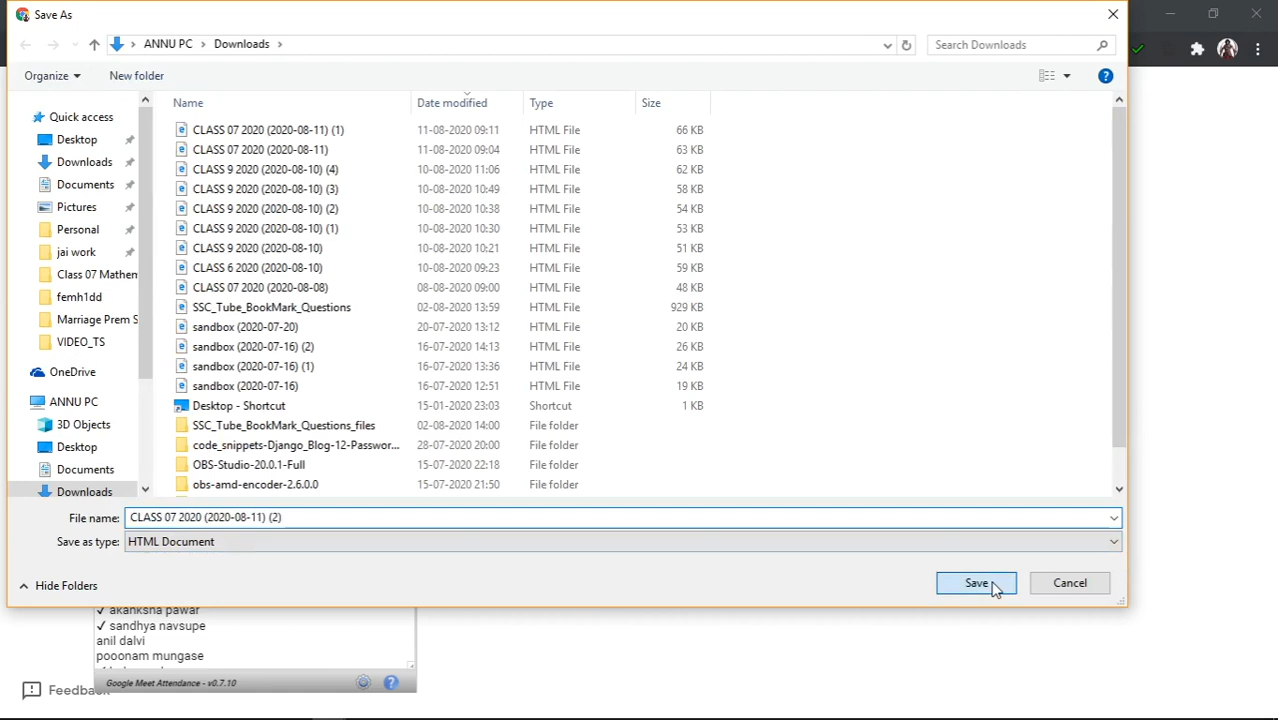 Save As
ANNU PC > Downloads >
Search Downloads
Organize
New folder
Name Date modified Type Size
CLASS 07 2020 (2020-08-11) (1) 11-08-2020 09:11 HTML File 66 KB
CLASS 07 2020 (2020-08-11) 11-08-2020 09:04 HTML File 63 KB
CLASS 9 2020 (2020-08-10) (4) 10-08-2020 11:06 HTML File 62 KB
CLASS 9 2020 (2020-08-10) (3) 10-08-2020 10:49 HTML File 58 KB
CLASS 9 2020 (2020-08-10) (2) 10-08-2020 10:38 HTML File 54 KB
CLASS 9 2020 (2020-08-10) (1) 10-08-2020 10:30 HTML File 53 KB
CLASS 9 2020 (2020-08-10) 10-08-2020 10:21 HTML File 51 KB
CLASS 6 2020 (2020-08-10) 10-08-2020 09:23 HTML File 59 KB
CLASS 07 2020 (2020-08-08) 08-08-2020 09:00 HTML File 48 KB
SSC_Tube_BookMark_Questions 02-08-2020 13:59 HTML File 929 KB
sandbox (2020-07-20) 20-07-2020 13:12 HTML File 20 KB
sandbox (2020-07-16) (2) 16-07-2020 14:13 HTML File 26 KB
sandbox (2020-07-16) (1) 16-07-2020 13:36 HTML File 24 KB
sandbox (2020-07-16) 16-07-2020 12:51 HTML File 19 KB
Desktop - Shortcut 15-01-2020 23:03 Shortcut 1 KB
SSC_Tube_BookMark_Questions_files 02-08-2020 14:00 File folder
code_snippets-Django_Blog-12-Passwor... 28-07-2020 20:00 File folder
OBS-Studio-20.0.1-Full 15-07-2020 22:18 File folder
obs-amd-encoder-2.6.0.0 15-07-2020 21:50 File folder
Quick access
Desktop
Downloads
Documents
Pictures
Personal
jai work
Class 07 Mathen
femh1dd
Marriage Prem S
VIDEO_TS
OneDrive
ANNU PC
3D Objects
Desktop
Documents
Downloads
File name: CLASS 07 2020 (2020-08-11) (2)
Save as type: HTML Document
Hide Folders
Save
Cancel
✓ akanksha pawar
✓ sandhya navsupe
anil dalvi
pooonam mungase
Google Meet Attendance - v0.7.10
Feedback